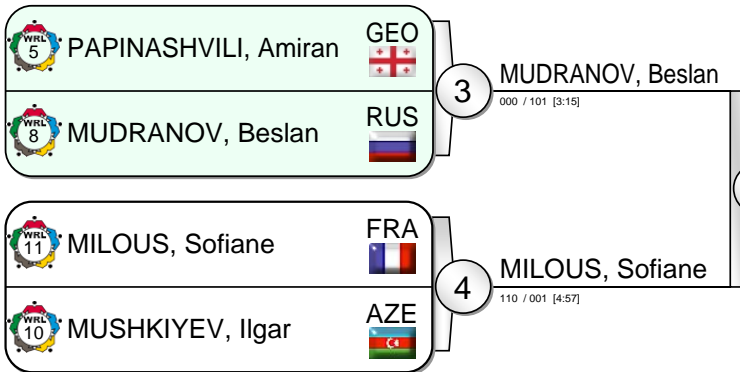 WRL 5 PAPINASHVILI, Amiran GEO
WRL 8 MUDRANOV, Beslan RUS
3
MUDRANOV, Beslan
000 / 101 [3:15]
WRL 11 MILOUS, Sofiane FRA
WRL 10 MUSHKIYEV, Ilgar AZE
4
MILOUS, Sofiane
110 / 001 [4:57]